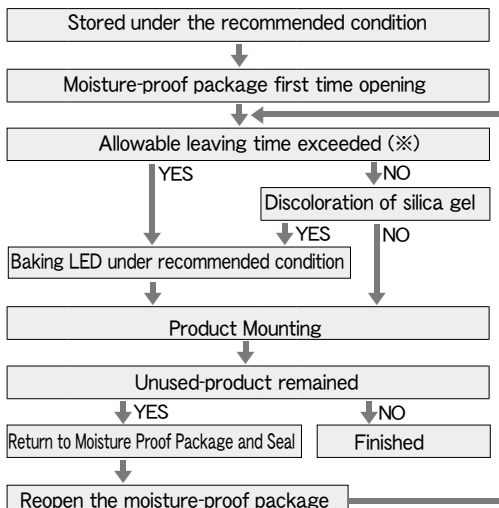 Stored under the recommended condition
Moisture-proof package first time opening
Allowable leaving time exceeded (※)
YES
NO
Discoloration of silica gel
YES
NO
Baking LED under recommended condition
Product Mounting
Unused-product remained
YES
NO
Return to Moisture Proof Package and Seal
Finished
Reopen the moisture-proof package